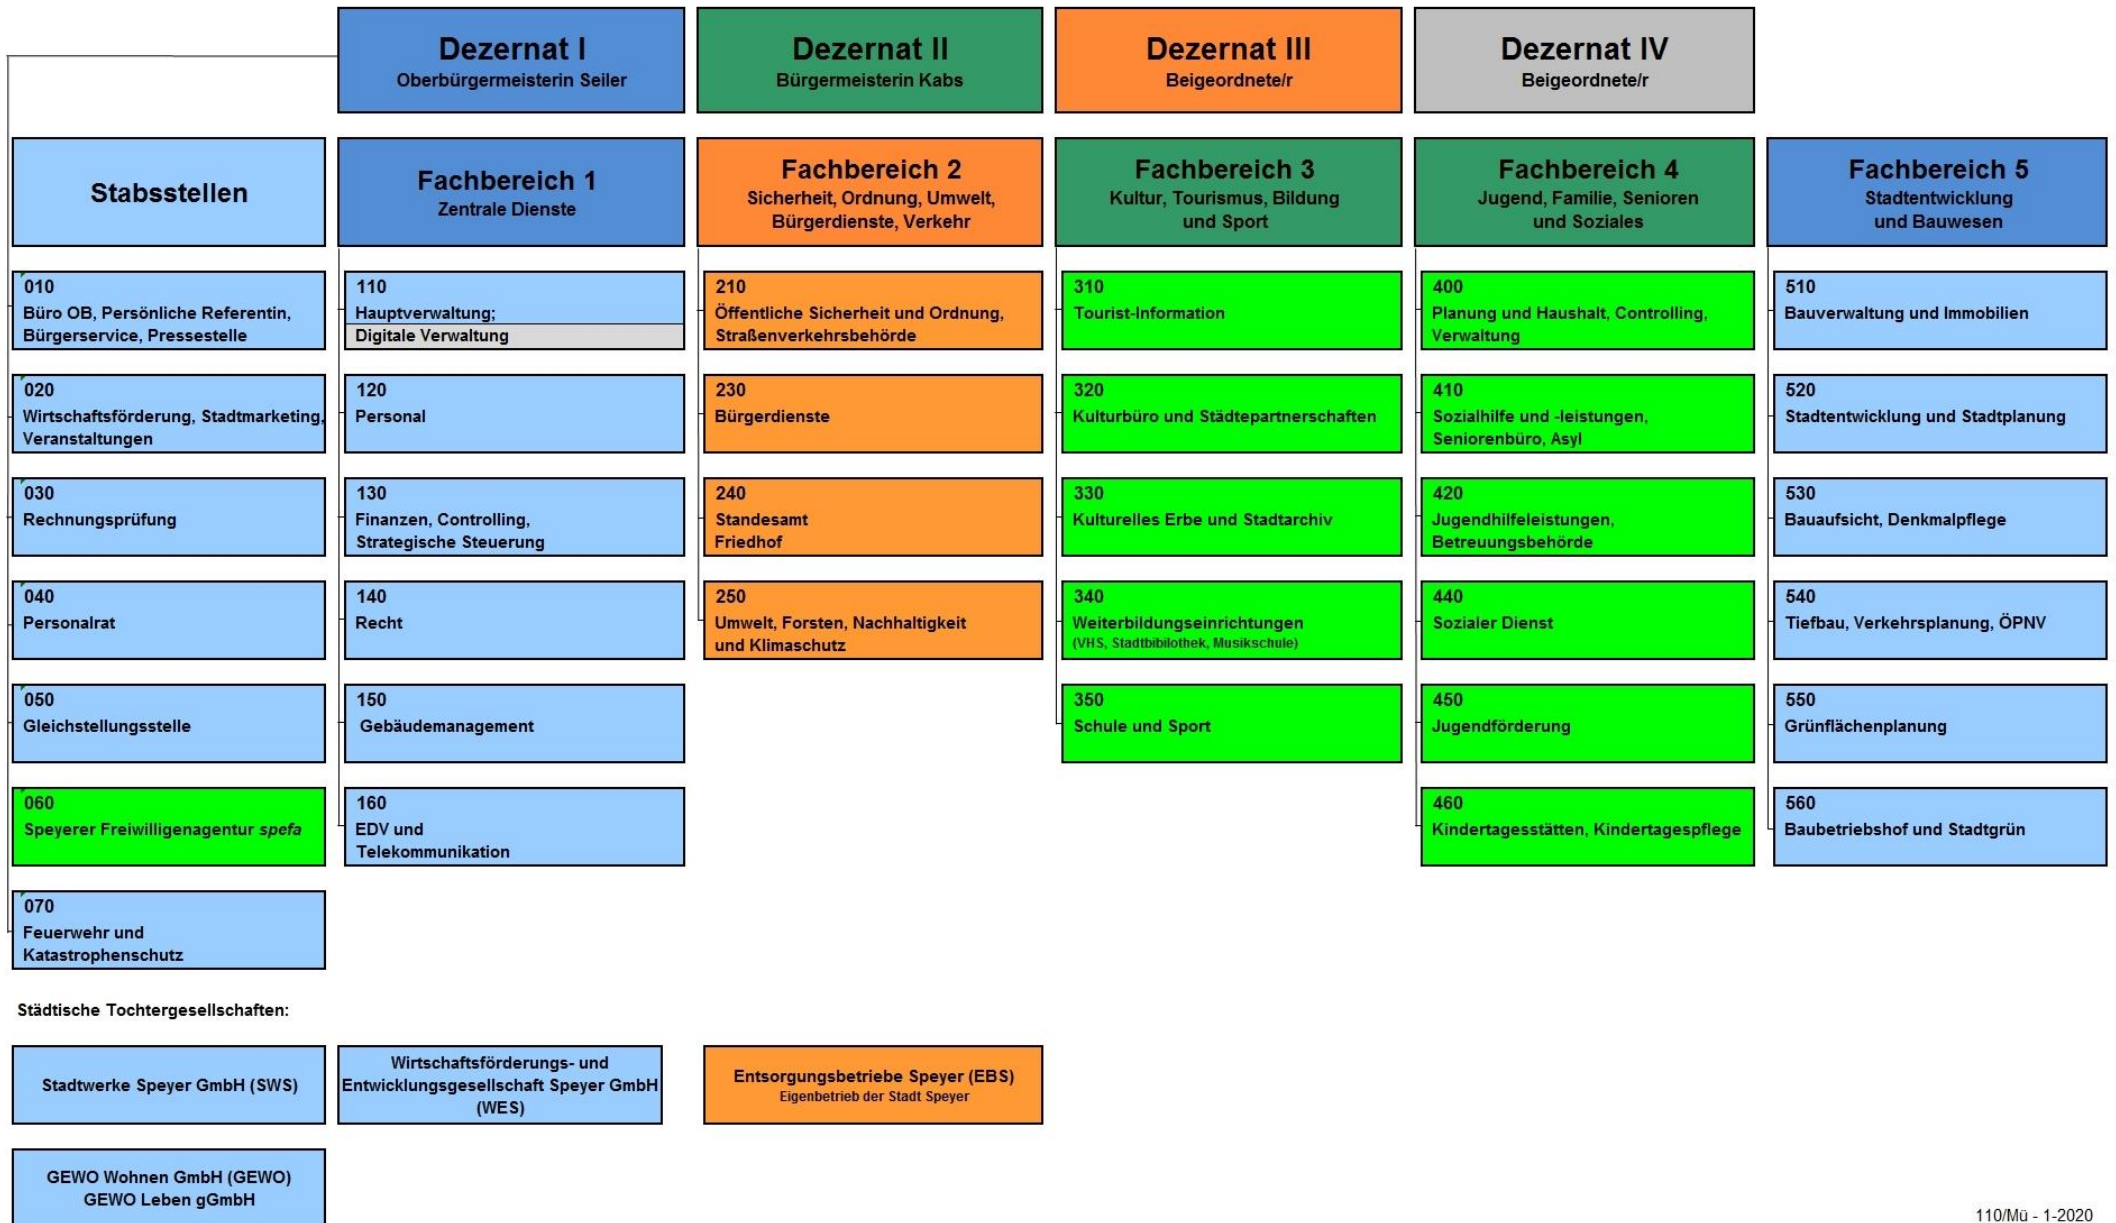 Dezernat I
Oberbürgermeisterin Seiler
Dezernat II
Bürgermeisterin Kabs
Dezernat III
Beigeordnete/r
Dezernat IV
Beigeordnete/r
Stabsstellen
Fachbereich 1
Zentrale Dienste
Fachbereich 2
Sicherheit, Ordnung, Umwelt,
Bürgerdienste, Verkehr
Fachbereich 3
Kultur, Tourismus, Bildung
und Sport
Fachbereich 4
Jugend, Familie, Senioren
und Soziales
Fachbereich 5
Stadtentwicklung
und Bauwesen
010
Büro OB, Persönliche Referentin,
Bürgerservice, Pressestelle
020
Wirtschaftsförderung, Stadtmarketing,
Veranstaltungen
030
Rechnungsprüfung
040
Personalrat
050
Gleichstellungsstelle
060
Speyerer Freiwilligenagentur spefa
070
Feuerwehr und
Katastrophenschutz
110
Hauptverwaltung;
Digitale Verwaltung
120
Personal
130
Finanzen, Controlling,
Strategische Steuerung
140
Recht
150
Gebäudemanagement
160
EDV und
Telekommunikation
210
Öffentliche Sicherheit und Ordnung,
Straßenverkehrsbehörde
230
Bürgerdienste
240
Standesamt
Friedhof
250
Umwelt, Forsten, Nachhaltigkeit
und Klimaschutz
310
Tourist-Information
320
Kulturbüro und Städtepartnerschaften
330
Kulturelles Erbe und Stadtarchiv
340
Weiterbildungseinrichtungen
(VHS, Stadtbibilothek, Musikschule)
350
Schule und Sport
400
Planung und Haushalt, Controlling,
Verwaltung
410
Sozialhilfe und -leistungen,
Seniorenbüro, Asyl
420
Jugendhilfeleistungen,
Betreuungsbehörde
440
Sozialer Dienst
450
Jugendförderung
460
Kindertagesstätten, Kindertagespflege
510
Bauverwaltung und Immobilien
520
Stadtentwicklung und Stadtplanung
530
Bauaufsicht, Denkmalpflege
540
Tiefbau, Verkehrsplanung, ÖPNV
550
Grünflächenplanung
560
Baubetriebshof und Stadtgrün
Städtische Tochtergesellschaften:
Stadtwerke Speyer GmbH (SWS)
Wirtschaftsförderungs- und
Entwicklungsgesellschaft Speyer GmbH
(WES)
Entsorgungsbetriebe Speyer (EBS)
Eigenbetrieb der Stadt Speyer
GEWO Wohnen GmbH (GEWO)
GEWO Leben gGmbH
110/Mü - 1-2020